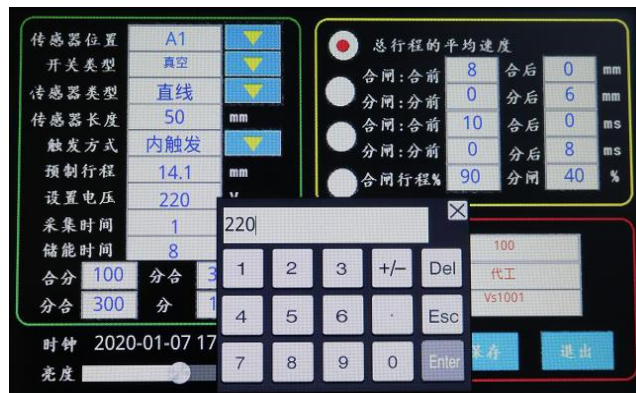 传感器位置 A1
开关类型 真空
传感器类型 直线
传感器长度 50 mm
触发方式 内触发
预制行程 14.1 mm
设置电压 220 V
采集时间 1
储能时间 8
合分 100 分合 3
分合 300 分 1
时钟 2020-01-07 17
亮度
总行程的平均速度
合闸:合前 8 合后 0 mm
分闸:分前 0 分后 6 mm
合闸:合前 10 合后 0 ms
分闸:分前 0 分后 8 ms
合闸行程% 90 分闸 40 %
220
1 2 3 +/- Del
4 5 6 . Esc
7 8 9 0 Enter
100
代工
Vs1001
保存 退出